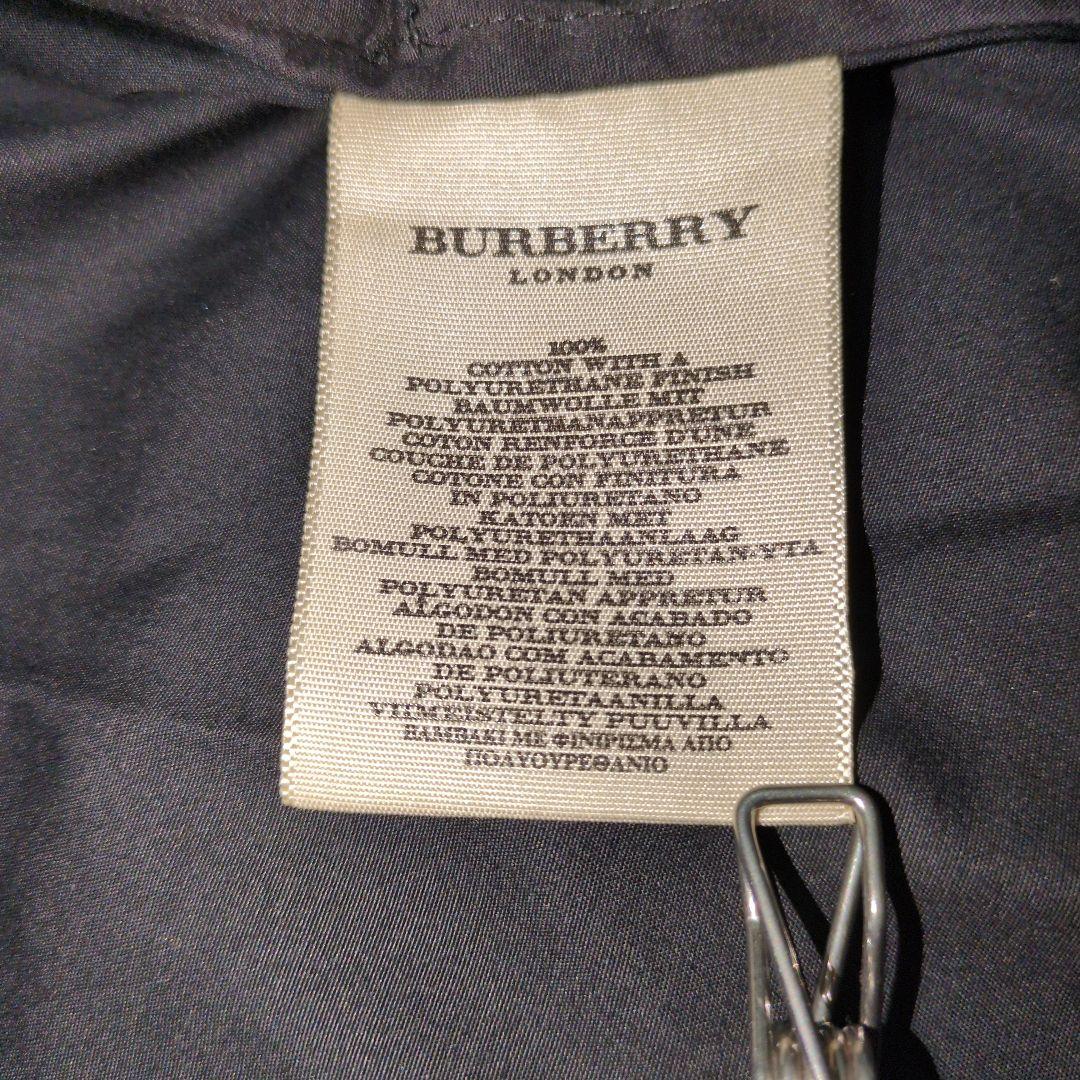 BURBERRY
LONDON
100%
COTTON WITH A
POLYURETHANE FINISH
BAUMWOLLE MIT
POLYURETHANAPPRETUR
COTON RENFORCE D'UNE
COUCHE DE POLYURETHANE
COTONE CON FINITURA
IN POLIURETANO
KATOEN MET
POLYURETHAANLAAG
BOMULL MED POLYURETAN-YTA
BOMULL MED
POLYURETAN APPRETUR
ALGODON CON ACABADO
DE POLIURETANO
ALGODAO COM ACABAMENTO
DE POLIUTERANO
POLYURETAANILLA
VIIMEISTELTY PUUVILLA
ΒΑΜΒΑΚΙ ΜΕ ΦΙΝΙΡΙΣΜΑ ΑΠΟ
ΠΟΛΥΟΥΡΕΘΑΝΙΟ